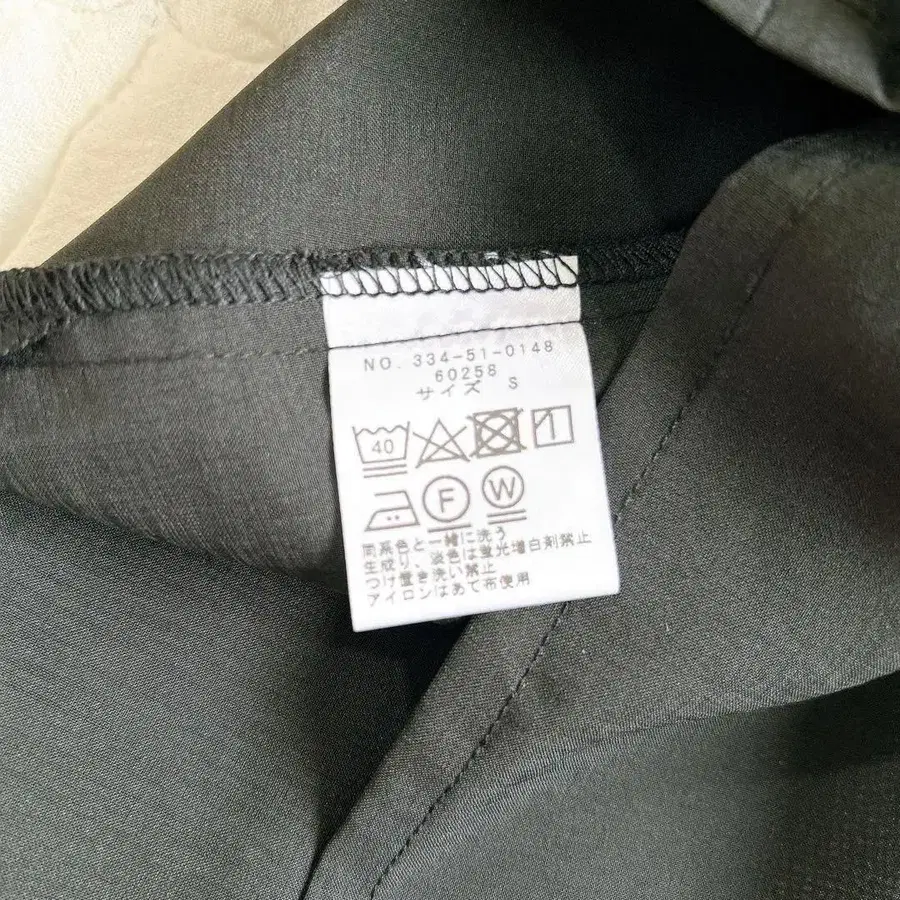 NO. 334-51-0148
60258
サイズ S
40
F W
同系色と一緒に洗う
生成り、淡色は蛍光増白剤禁止
つけ置き洗い禁止
アイロンはあて布使用